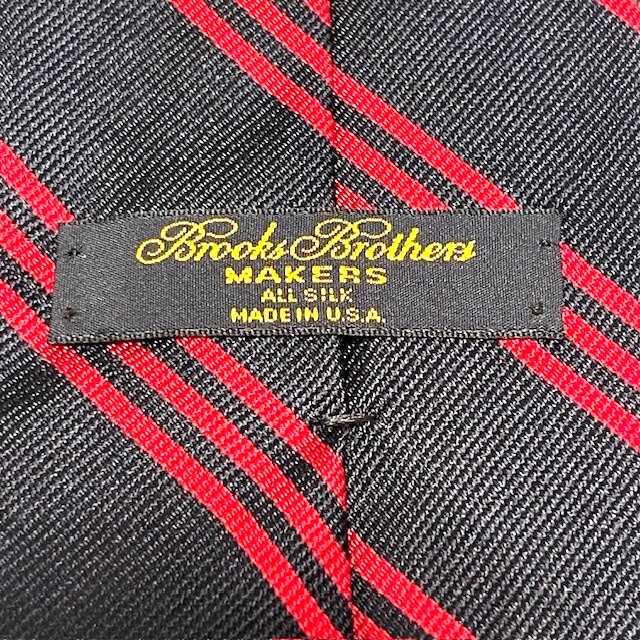 Brooks Brothers
MAKERS
ALL SILK
MADE IN U.S.A.